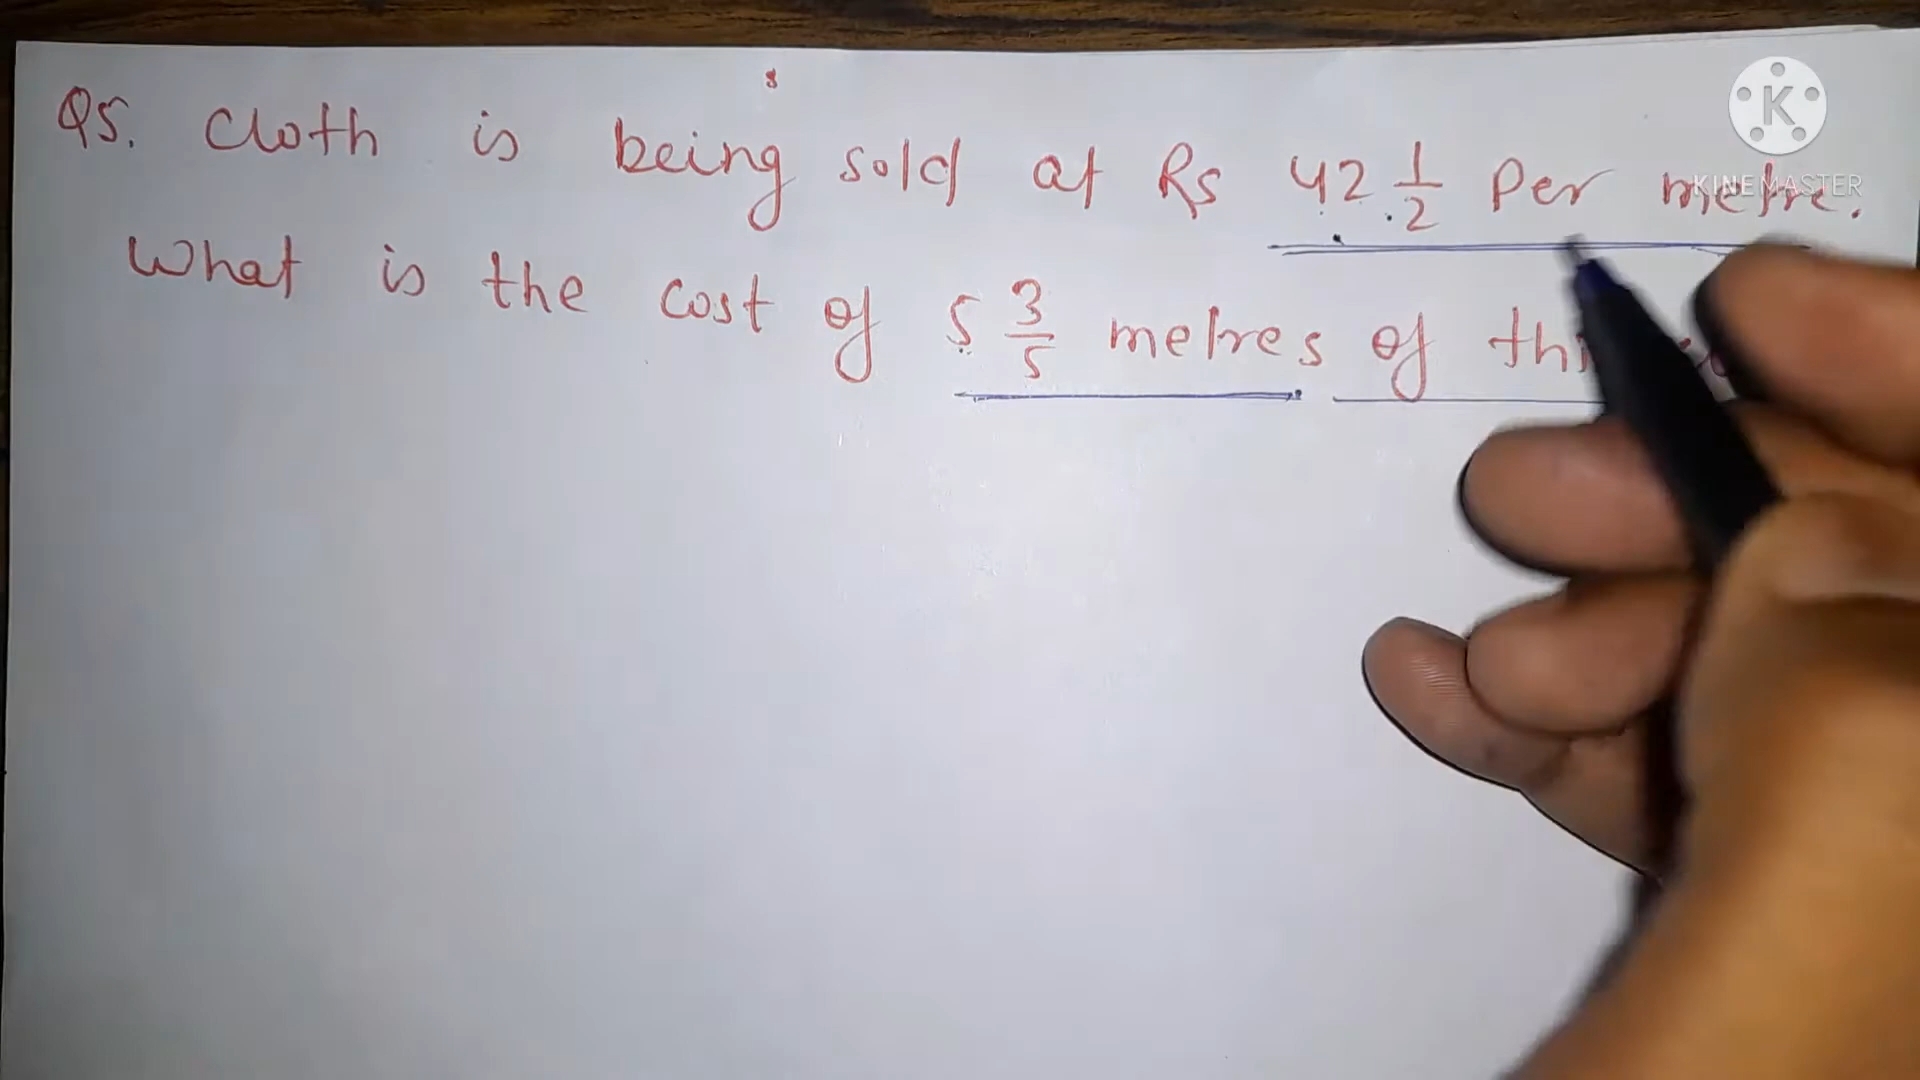 Q5. Cloth is being sold at Rs 42 1/2 Per metre.
What is the cost of 5 3/5 metres of
K
KINEMASTER